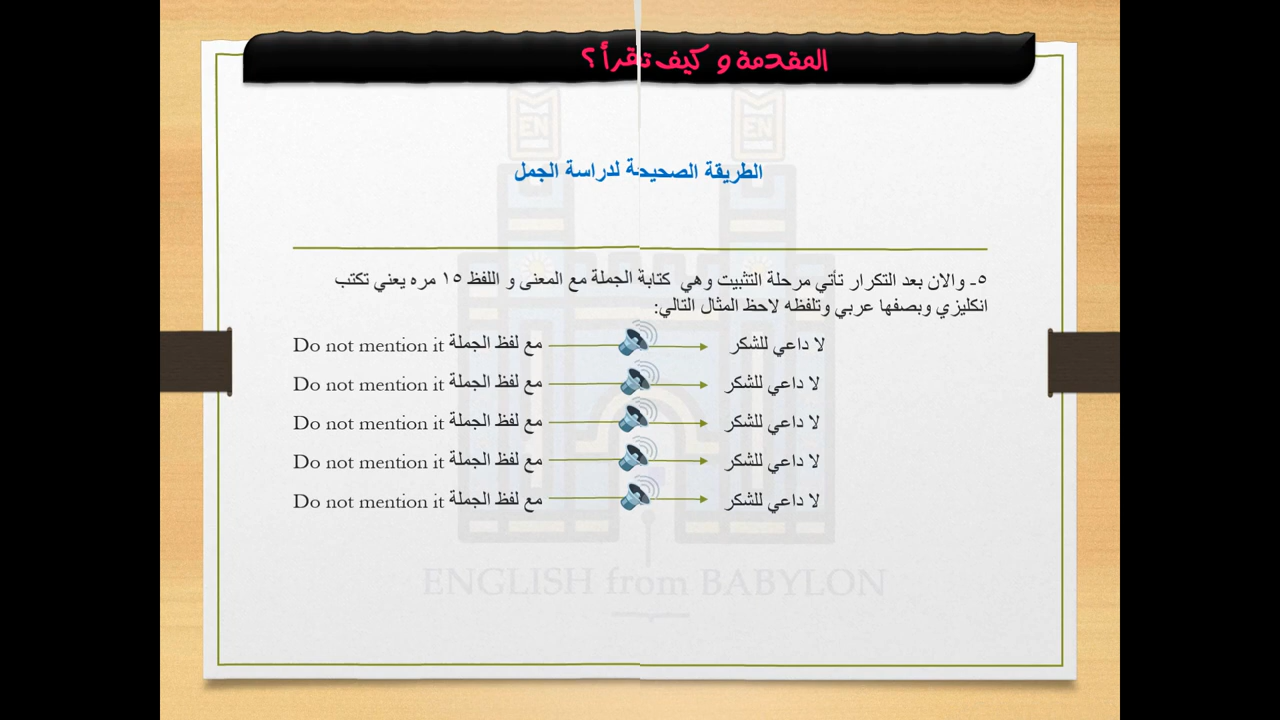 المقدمة و كيف تقرأ ؟
EN EN
الطريقة الصحيحة لدراسة الجمل
٥- والان بعد التكرار تأتي مرحلة التثبيت وهي كتابة الجملة مع المعنى و اللفظ ١٥ مره يعني تكتب
انكليزي وبصفها عربي وتلفظه لاحظ المثال التالي:
Do not mention it مع لفظ الجملة لا داعي للشكر
Do not mention it مع لفظ الجملة لا داعي للشكر
Do not mention it مع لفظ الجملة لا داعي للشكر
Do not mention it مع لفظ الجملة لا داعي للشكر
Do not mention it مع لفظ الجملة لا داعي للشكر
ENGLISH from BABYLON